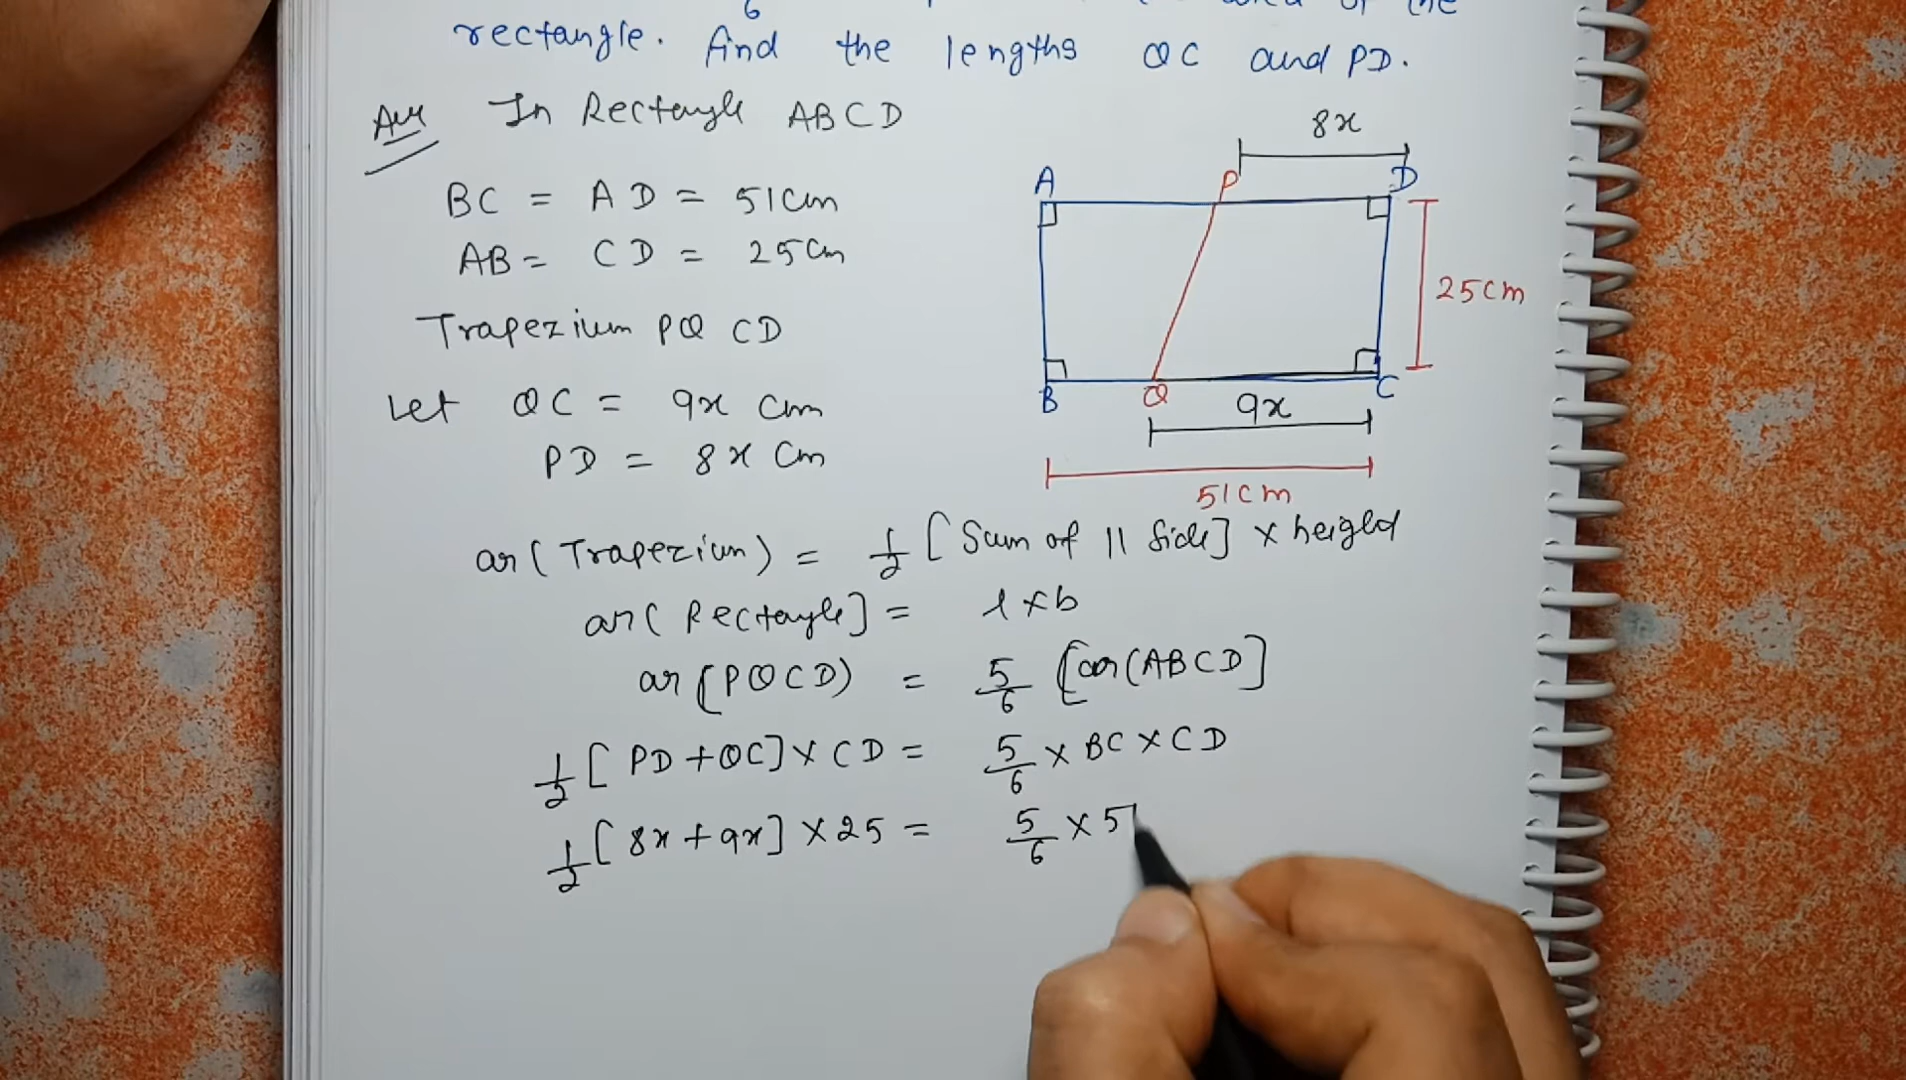 6
rectangle. find the lengths QC and PD.
Ans In Rectangle ABCD
BC = AD = 51cm
AB = CD = 25cm
Trapezium PQCD
Let QC = 9x cm
PD = 8x cm
8x
A P D
25cm
B Q C
9x
51cm
ar(Trapezium) = 1/2 [Sum of || Side] × height
ar(Rectangle] = l×b
ar(PQCD) = 5/6 [ar(ABCD]
1/2 [PD+QC] × CD = 5/6 × BC × CD
1/2 [8x+9x] × 25 = 5/6 × 5